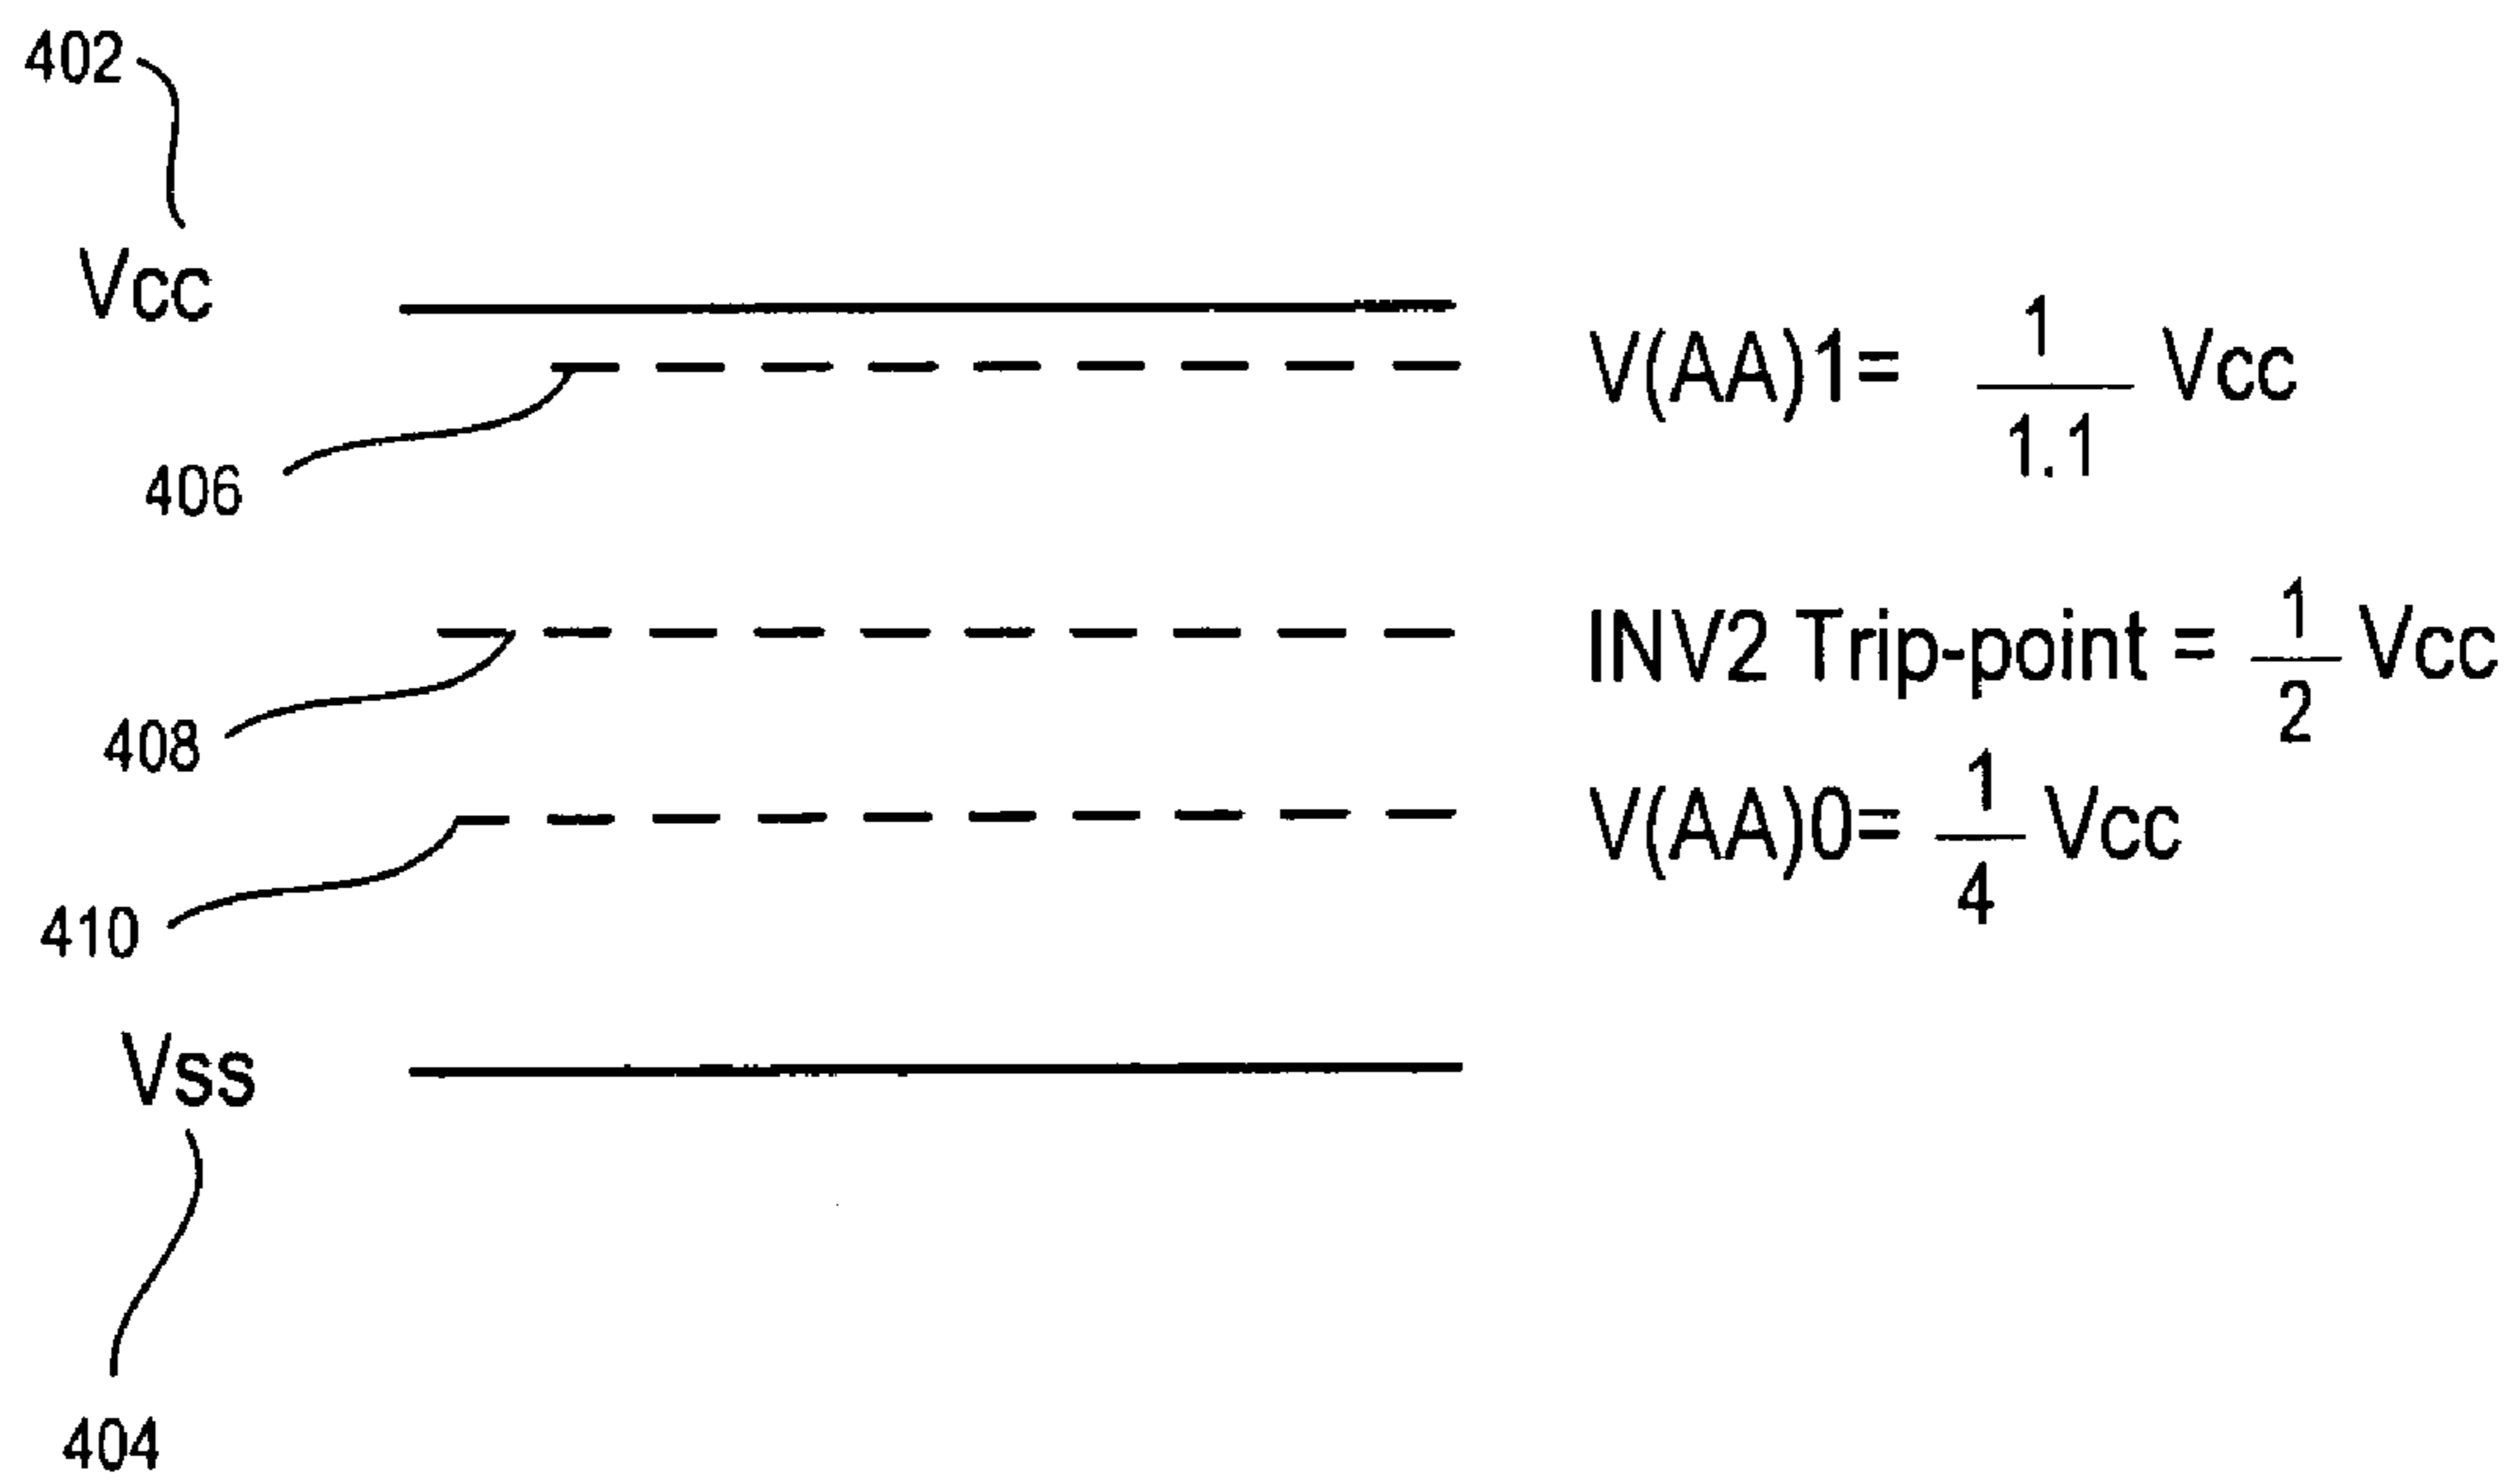 402
Vcc
V(AA)1= 1/1.1 Vcc
406
INV2 Trip-point = 1/2 Vcc
408
V(AA)0= 1/4 Vcc
410
Vss
404